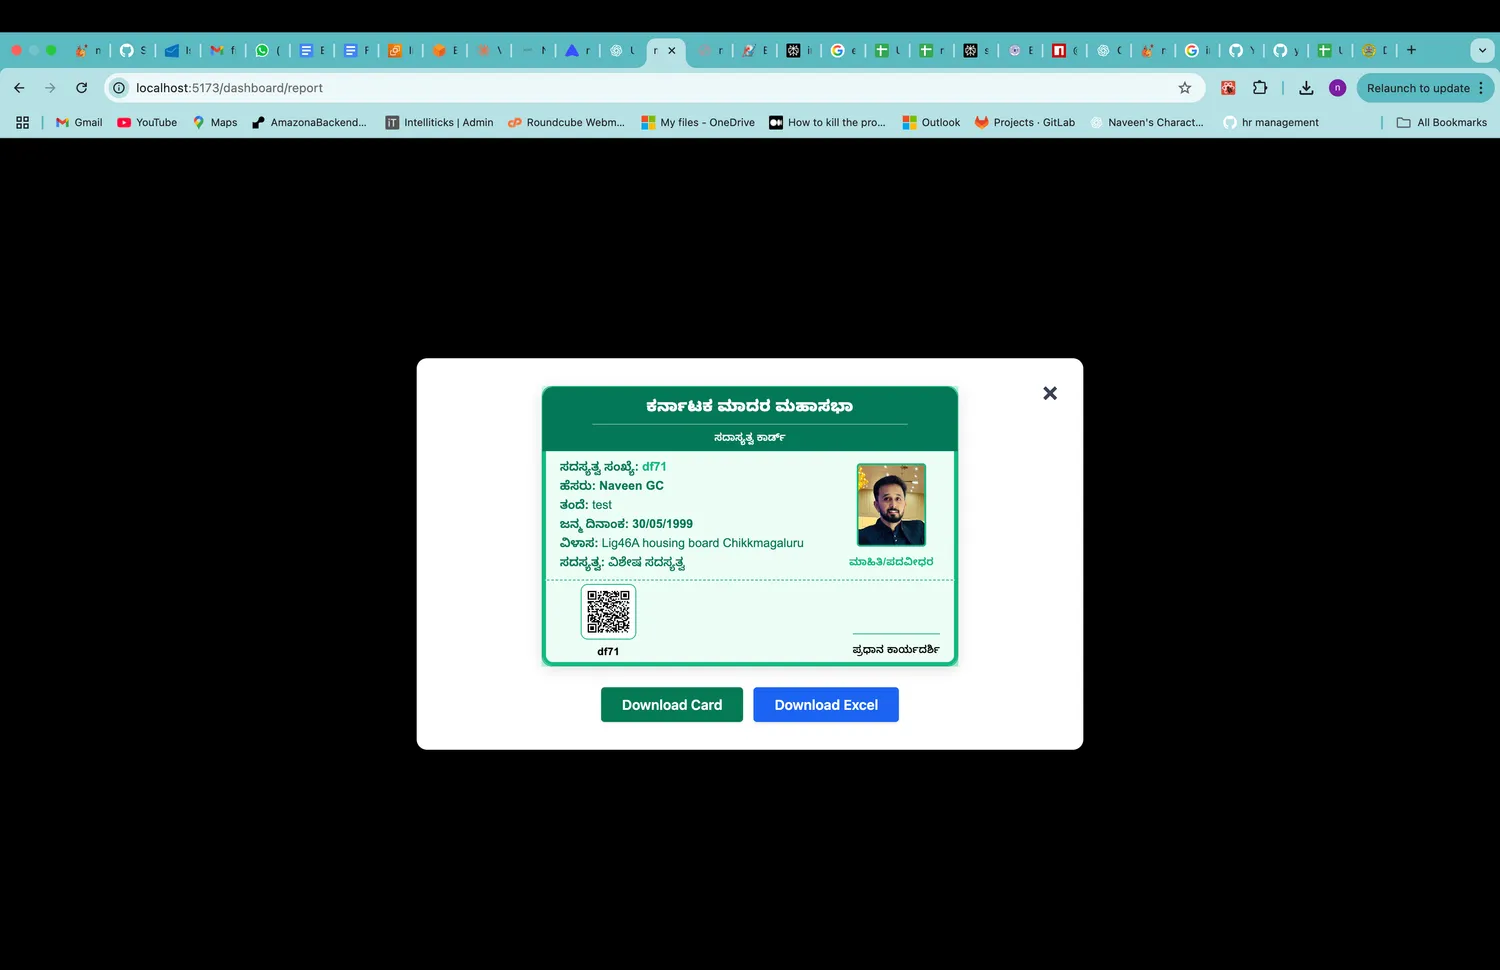 localhost:5173/dashboard/report
Relaunch to update
Gmail
YouTube
Maps
AmazonaBackend...
Intelliticks | Admin
Roundcube Webm...
My files - OneDrive
How to kill the pro...
Outlook
Projects · GitLab
Naveen's Charact...
hr management
All Bookmarks
ಕರ್ನಾಟಕ ಮಾದರ ಮಹಾಸಭಾ
ಸದಾಸ್ಯತ್ವ ಕಾರ್ಡ್
ಸದಸ್ಯತ್ವ ಸಂಖ್ಯೆ: df71
ಹೆಸರು: Naveen GC
ತಂದೆ: test
ಜನ್ಮ ದಿನಾಂಕ: 30/05/1999
ವಿಳಾಸ: Lig46A housing board Chikkmagaluru
ಸದಸ್ಯತ್ವ: ವಿಶೇಷ ಸದಸ್ಯತ್ವ
ಮಾಹಿತಿ/ಪದವೀಧರ
df71
ಪ್ರಧಾನ ಕಾರ್ಯದರ್ಶಿ
Download Card
Download Excel